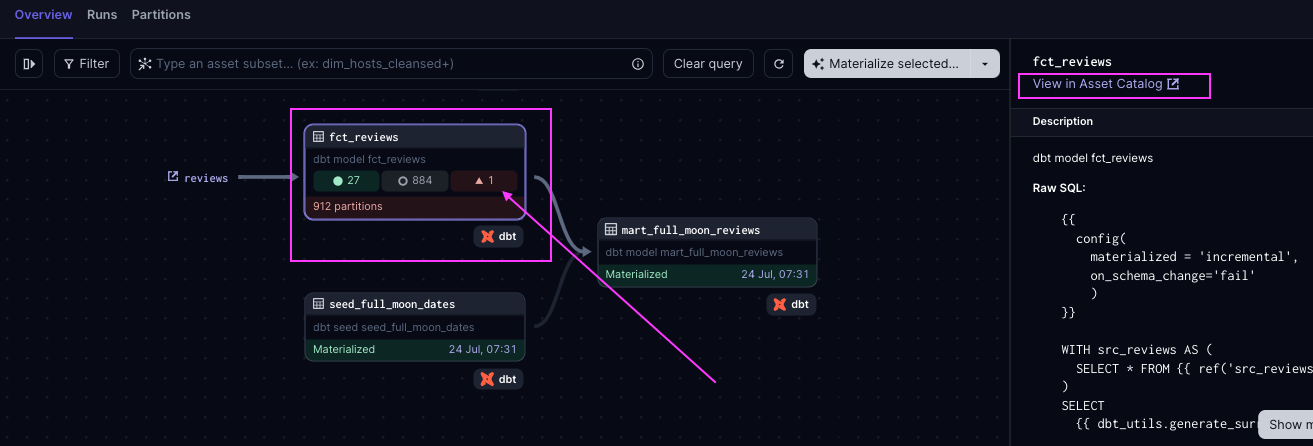 Overview Runs Partitions
Filter
Type an asset subset... (ex: dim_hosts_cleansed+)
Clear query
Materialize selected...
fct_reviews
dbt model fct_reviews
27 884 1
912 partitions
dbt
reviews
mart_full_moon_reviews
dbt model mart_full_moon_reviews
Materialized 24 Jul, 07:31
dbt
seed_full_moon_dates
dbt seed seed_full_moon_dates
Materialized 24 Jul, 07:31
dbt
fct_reviews
View in Asset Catalog
Description
dbt model fct_reviews
Raw SQL:
{{
config(
materialized = 'incremental',
on_schema_change='fail'
)
}}
WITH src_reviews AS (
SELECT * FROM {{ ref('src_reviews
)
SELECT
{{ dbt_utils.generate_surr
Show